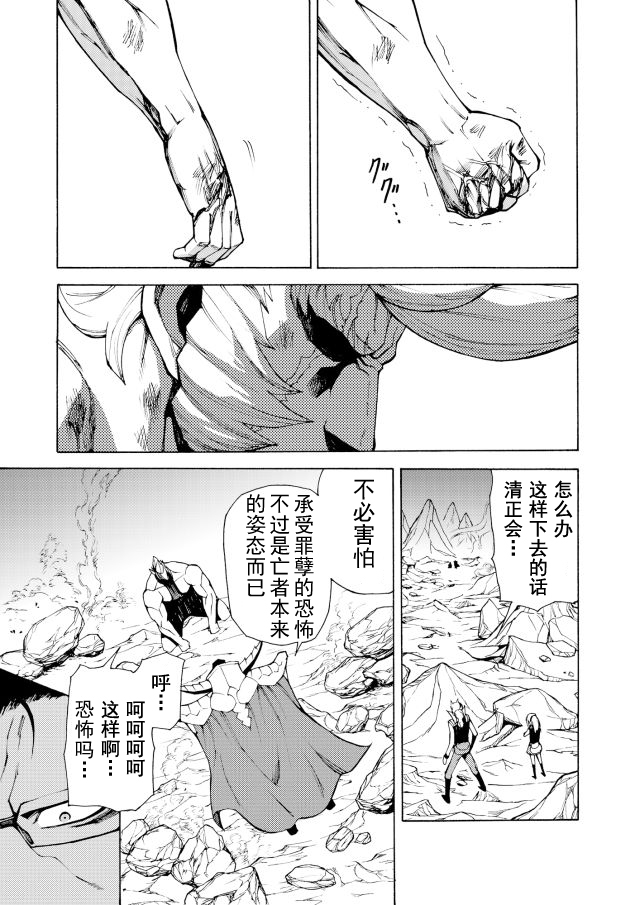 グッ
グッ…
怎么办
这样下去的话
清正会…
不必害怕
承受罪孽的恐怖
不过是亡者本来
的姿态而已
呼…
呵呵呵呵
这样啊…
恐怖吗…